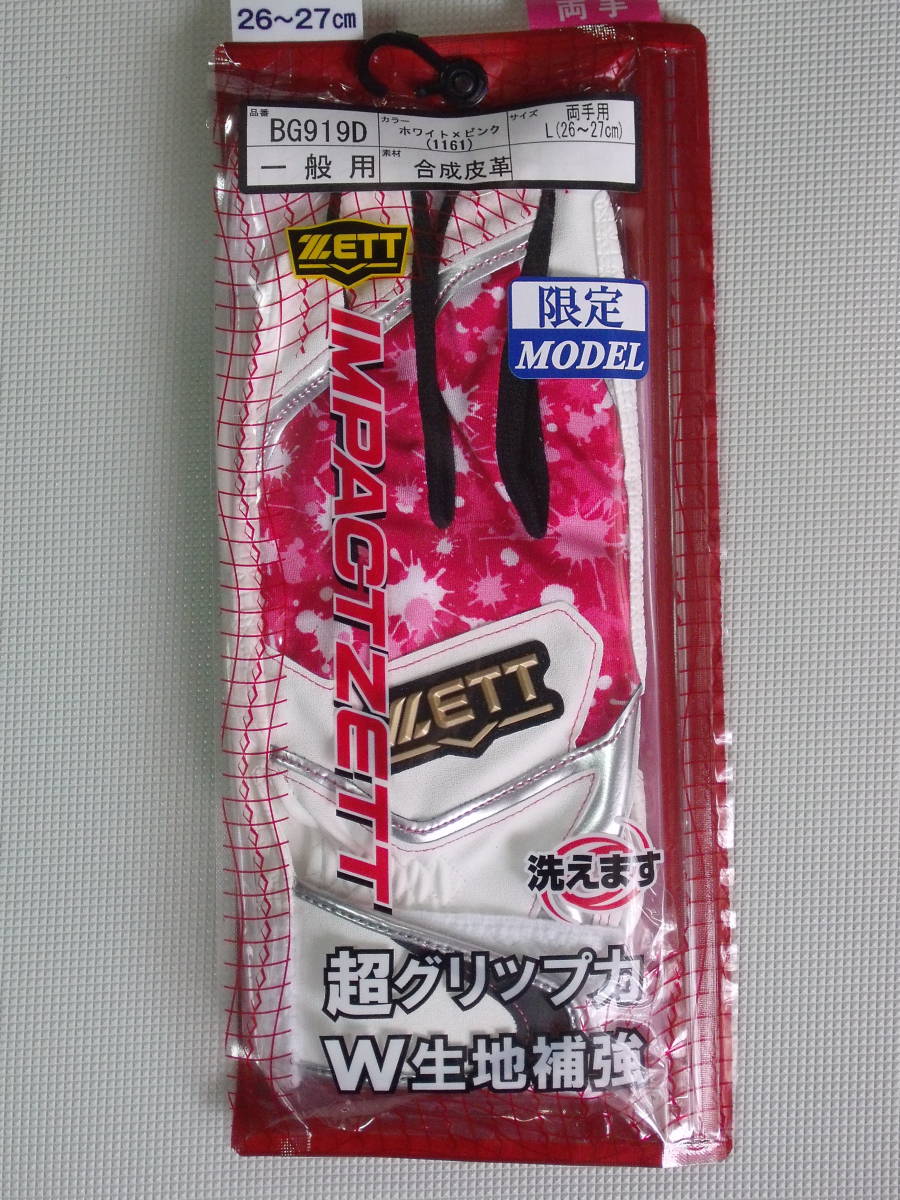 26~27cm
両手
品番 BG919D カラー ホワイト×ピンク (1161) サイズ 両手用 L(26~27cm)
一般用 素材 合成皮革
ZETT
限定
MODEL
IMPACTZETT
ZETT
洗えます
超グリップ力
W生地補強